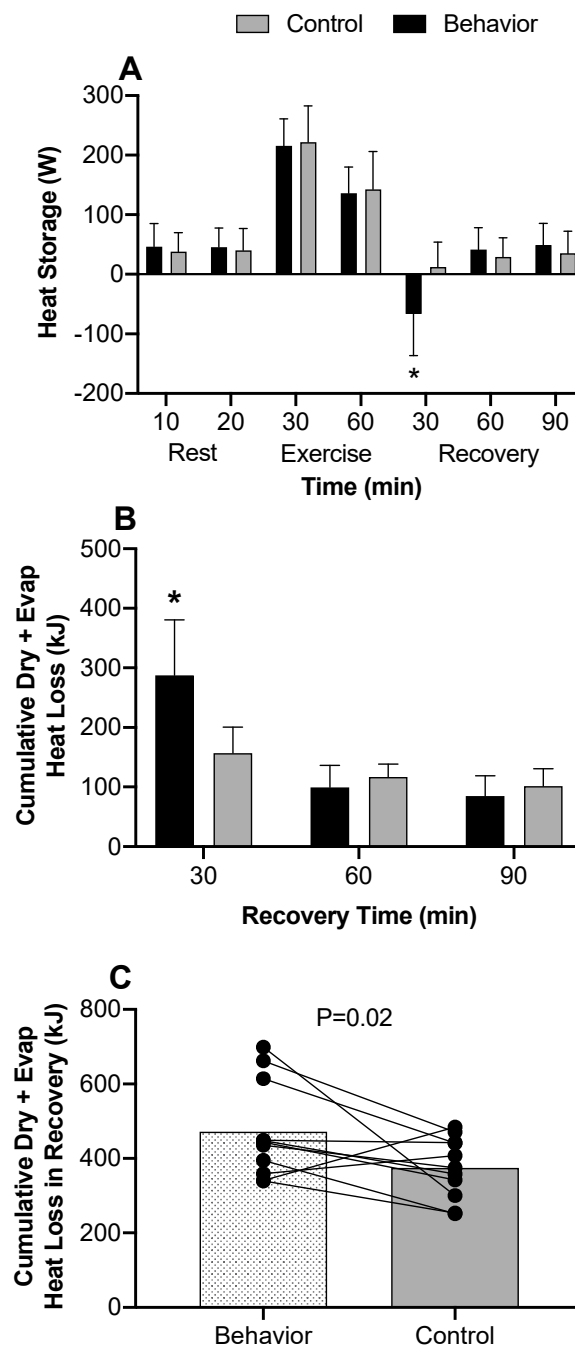 Control Behavior
A
Heat Storage (W)
300
200
100
0
-100
-200
*
10 20 30 60 30 60 90
Rest Exercise Recovery
Time (min)
B
Cumulative Dry + Evap
Heat Loss (kJ)
500
400
300
200
100
0
*
30 60 90
Recovery Time (min)
C
Cumulative Dry + Evap
Heat Loss in Recovery (kJ)
800
600
400
200
0
P=0.02
Behavior Control